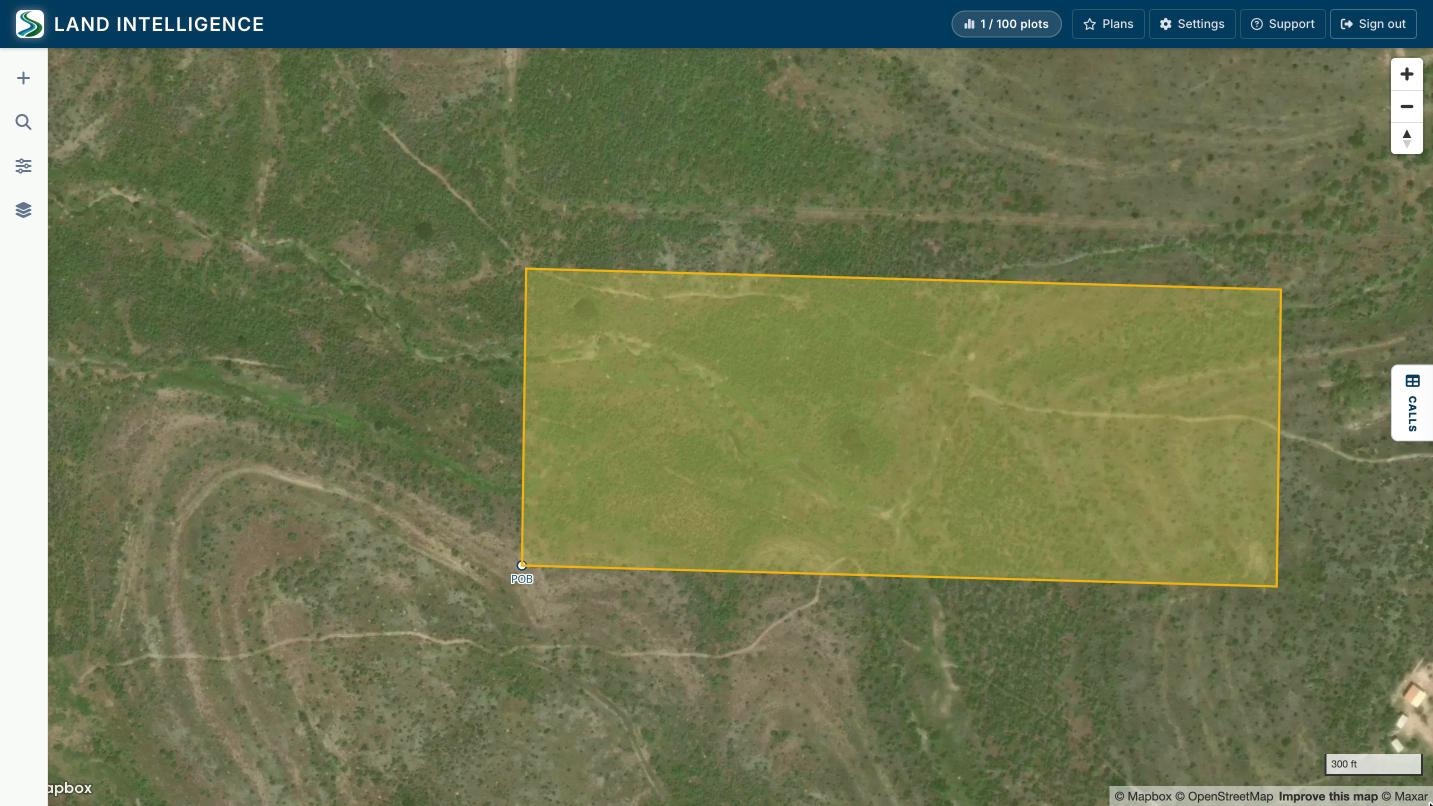 LAND INTELLIGENCE
1 / 100 plots
Plans
Settings
Support
Sign out
CALLS
POB
300 ft
apbox
© Mapbox © OpenStreetMap Improve this map © Maxar